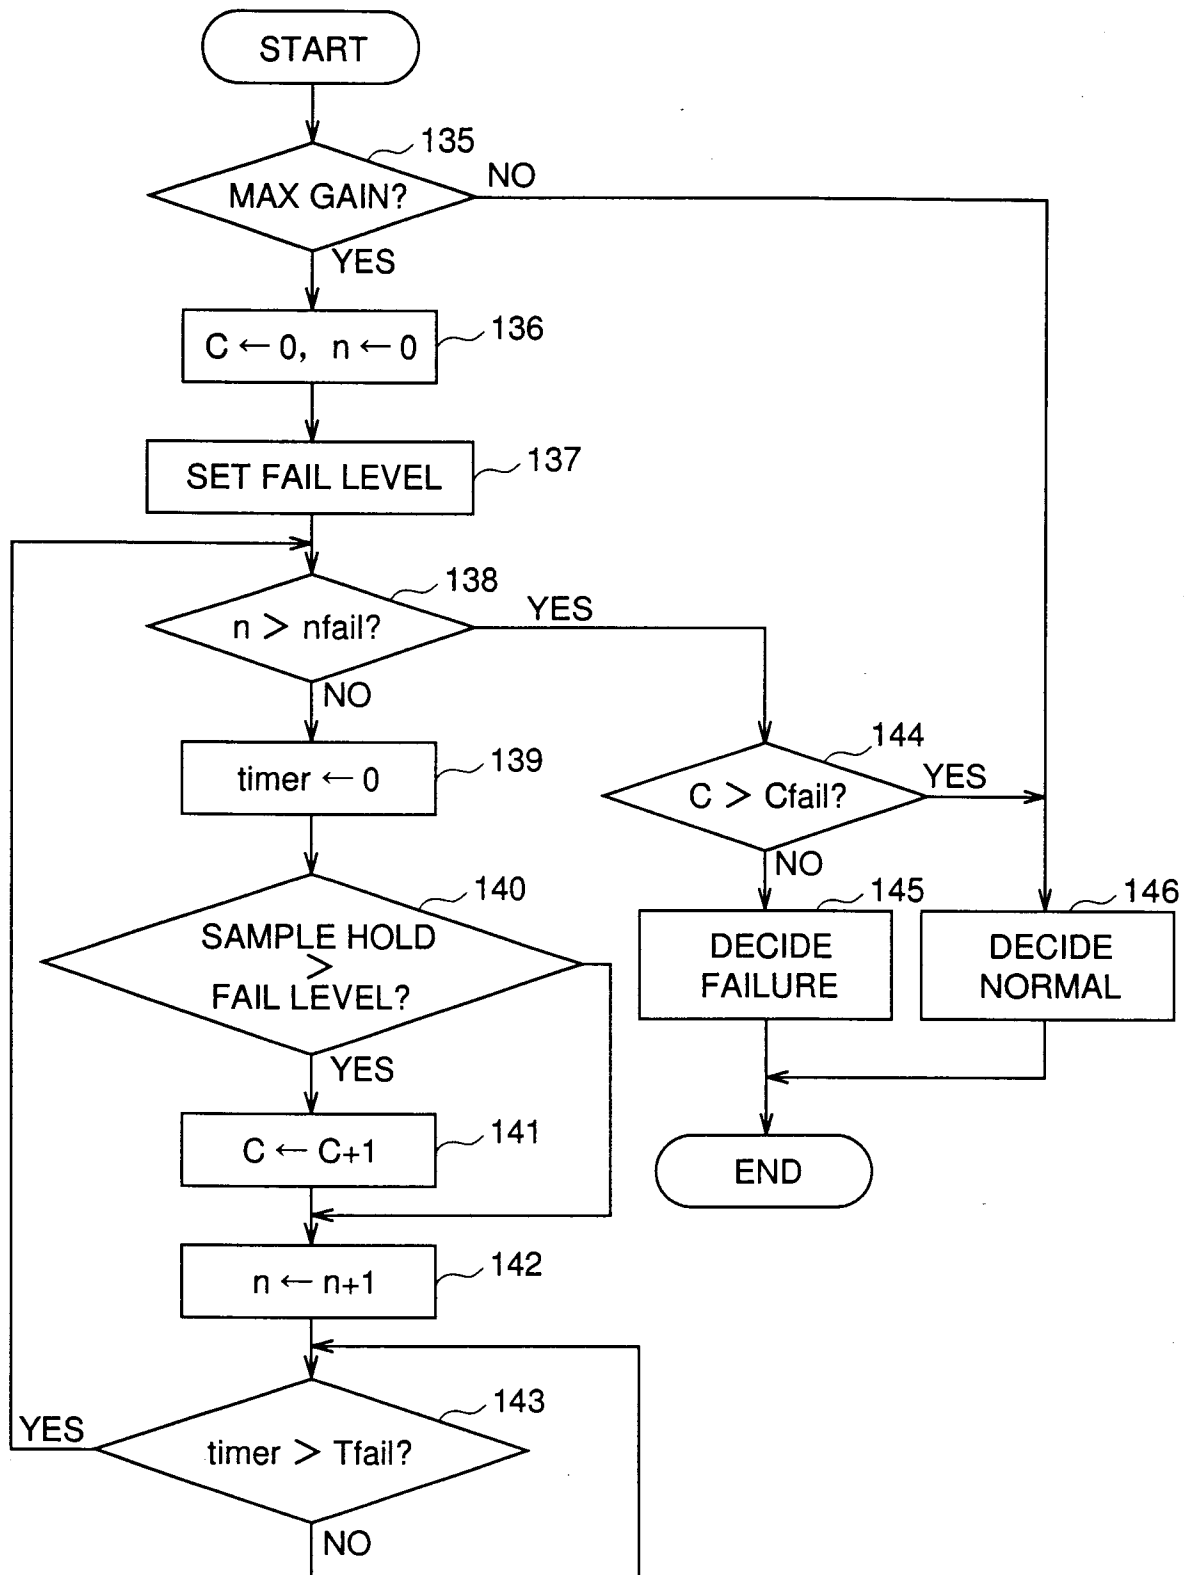 START
135
MAX GAIN?
NO
YES
136
C ← 0, n ← 0
137
SET FAIL LEVEL
138
n > nfail?
YES
NO
139
timer ← 0
144
C > Cfail?
YES
NO
140
SAMPLE HOLD
>
FAIL LEVEL?
YES
145
DECIDE
FAILURE
146
DECIDE
NORMAL
141
C ← C+1
END
142
n ← n+1
143
YES
timer > Tfail?
NO